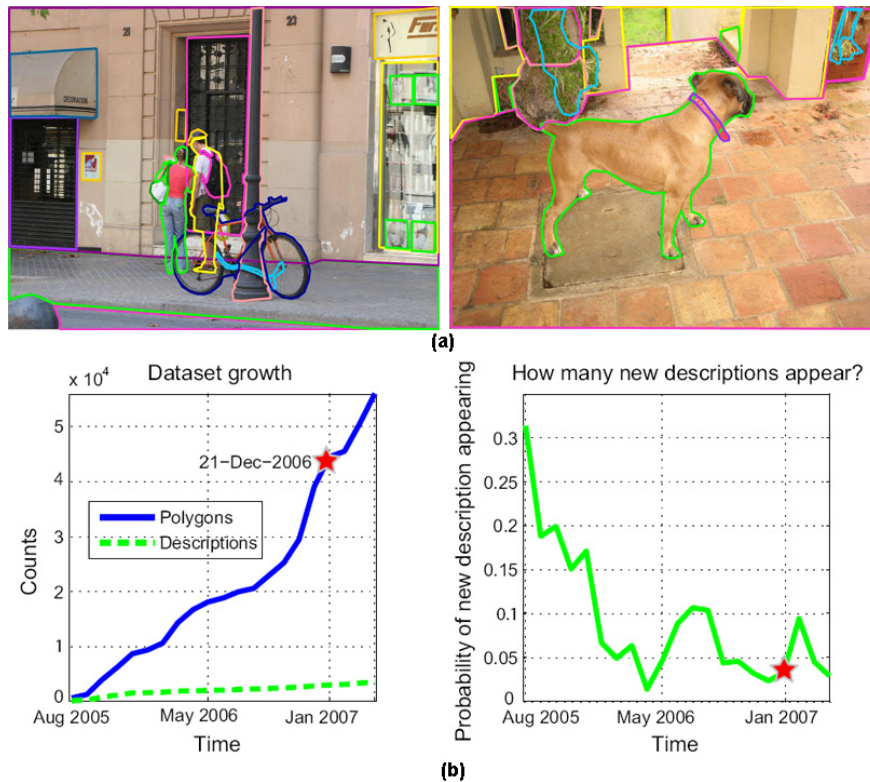 21
23
DECORACION
(a)
Dataset growth
x 10⁴
5
4
3
2
1
0
Counts
21-Dec-2006
Polygons
Descriptions
Aug 2005
May 2006
Jan 2007
Time
How many new descriptions appear?
0.3
0.25
0.2
0.15
0.1
0.05
0
Probability of new description appearing
Aug 2005
May 2006
Jan 2007
Time
(b)